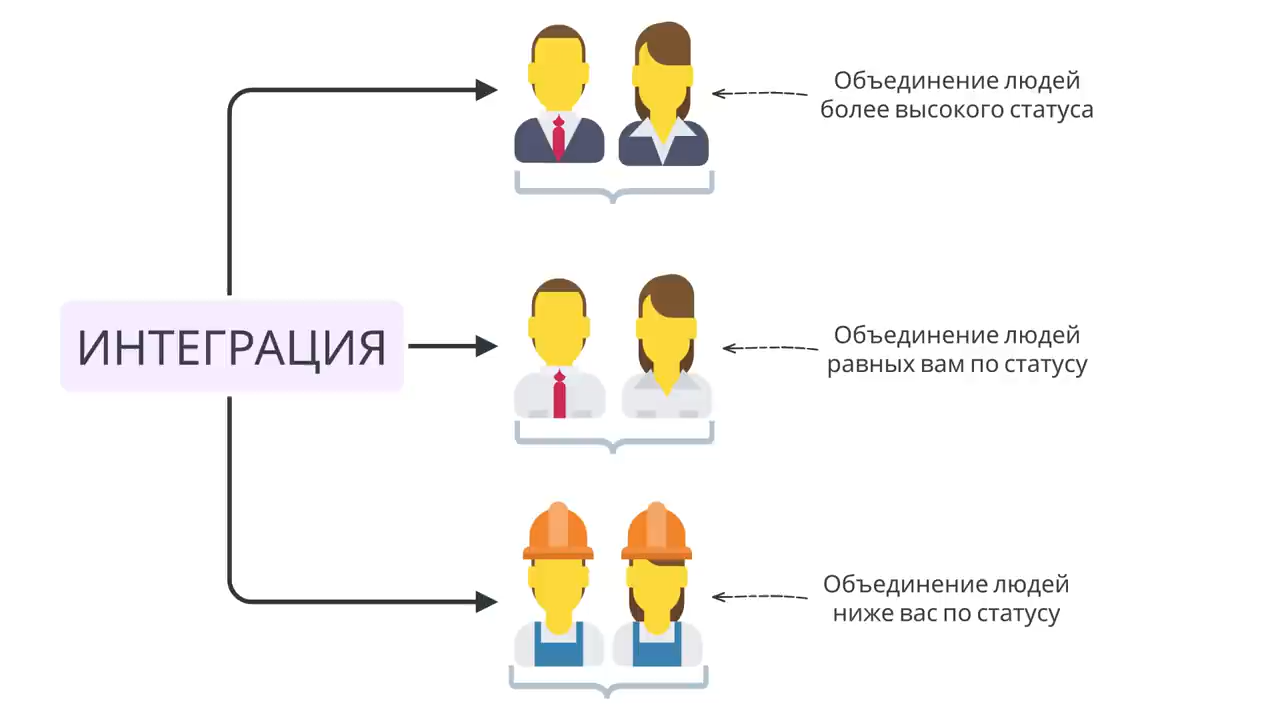 Объединение людей
более высокого статуса
ИНТЕГРАЦИЯ
Объединение людей
равных вам по статусу
Объединение людей
ниже вас по статусу